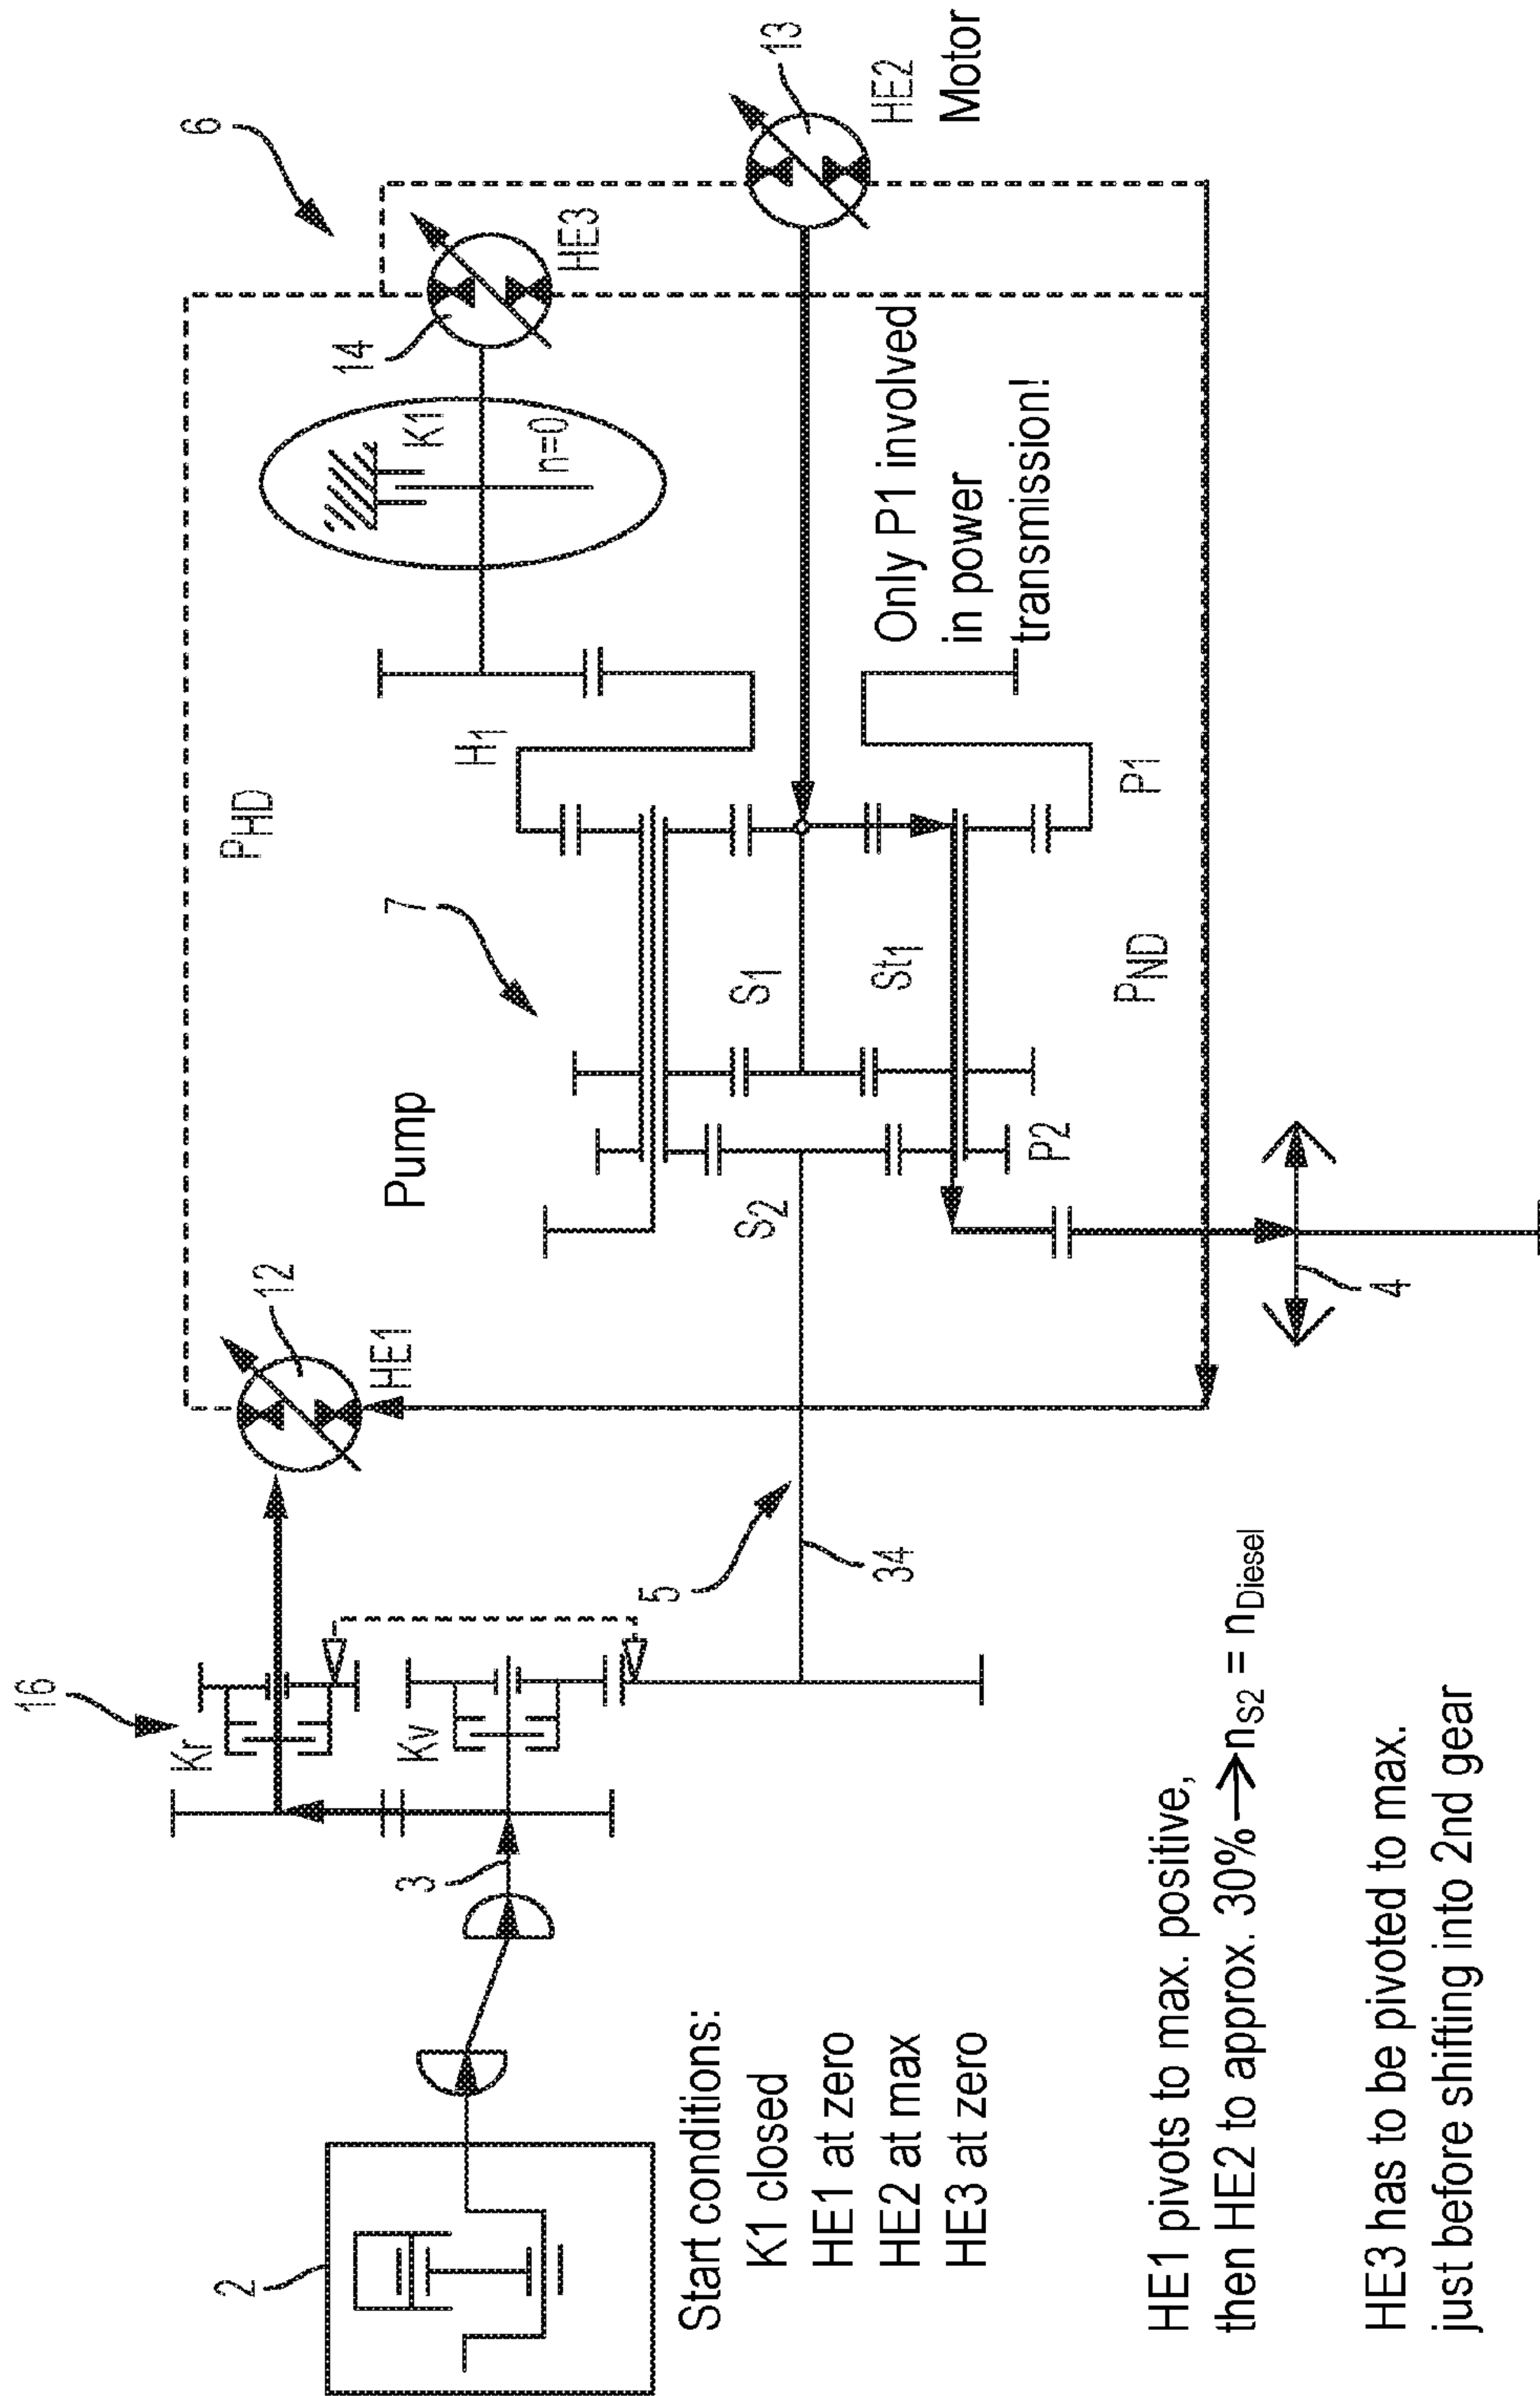 16
Kr
Kv
3
2
12
HE1
Pump
PHD
7
H1
S1
S2
St1
P2
P1
PND
14
K1
n=0
HE3
6
13
HE2
Motor
Only P1 involved
in power
transmission!
5
34
4
Start conditions:
K1 closed
HE1 at zero
HE2 at max
HE3 at zero
HE1 pivots to max. positive,
then HE2 to approx. 30%→nS2 = nDiesel
HE3 has to be pivoted to max.
just before shifting into 2nd gear